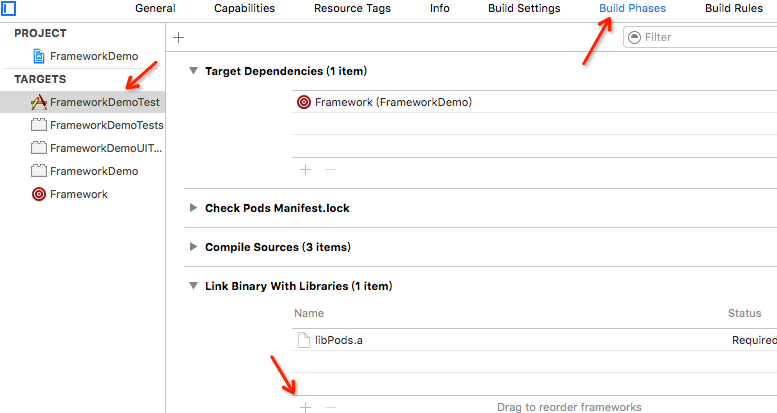 General Capabilities Resource Tags Info Build Settings Build Phases Build Rules
PROJECT
FrameworkDemo
TARGETS
FrameworkDemoTest
FrameworkDemoTests
FrameworkDemoUIT...
FrameworkDemo
Framework
Filter
Target Dependencies (1 item)
Framework (FrameworkDemo)
Check Pods Manifest.lock
Compile Sources (3 items)
Link Binary With Libraries (1 item)
Name Status
libPods.a Required
Drag to reorder frameworks